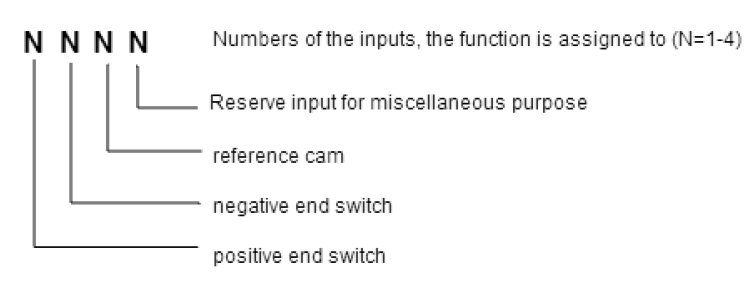 N N N N Numbers of the inputs, the function is assigned to (N=1-4)
Reserve input for miscellaneous purpose
reference cam
negative end switch
positive end switch